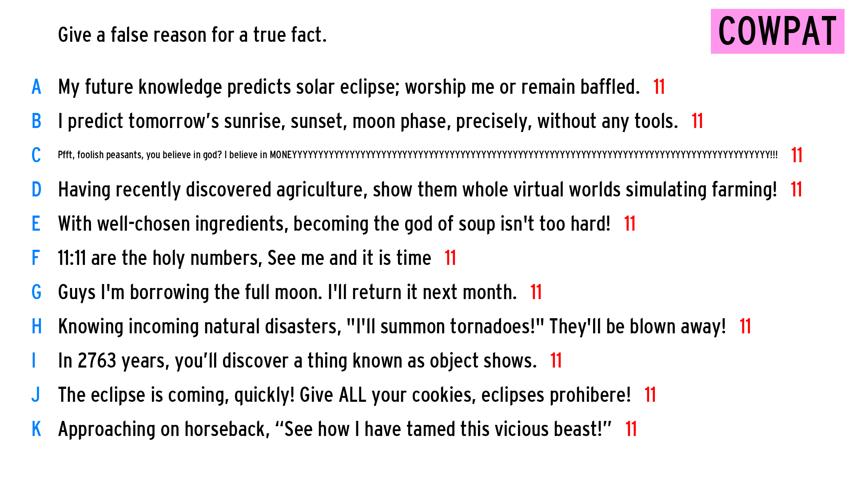 Give a false reason for a true fact.
COWPAT
A My future knowledge predicts solar eclipse; worship me or remain baffled. 11
B I predict tomorrow’s sunrise, sunset, moon phase, precisely, without any tools. 11
C Pfft, foolish peasants, you believe in god? I believe in MONEYYYYYYYYYYYYYYYYYYYYYYYYYYYYYYYYYYYYYYYYYYYYYYYYYYYYYYYYYYYYYYYYYYYYYYYYYYYYYYYYYYYYYYYYYYYYYY!!! 11
D Having recently discovered agriculture, show them whole virtual worlds simulating farming! 11
E With well-chosen ingredients, becoming the god of soup isn't too hard! 11
F 11:11 are the holy numbers, See me and it is time 11
G Guys I'm borrowing the full moon. I'll return it next month. 11
H Knowing incoming natural disasters, "I'll summon tornadoes!" They'll be blown away! 11
I In 2763 years, you’ll discover a thing known as object shows. 11
J The eclipse is coming, quickly! Give ALL your cookies, eclipses prohibere! 11
K Approaching on horseback, “See how I have tamed this vicious beast!” 11